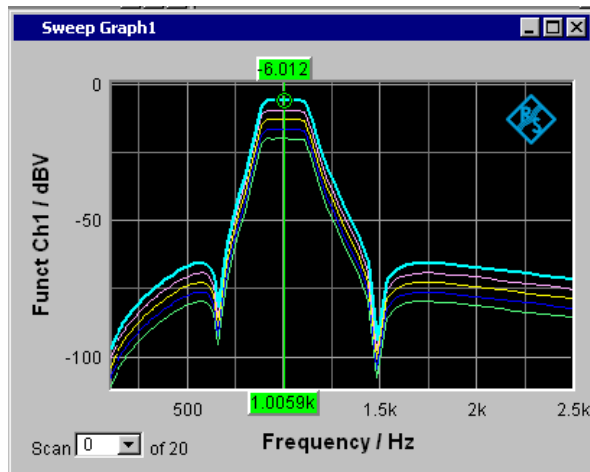 Sweep Graph1
-6.012
0
-50
-100
Funct Ch1 / dBV
R&S
1.0059k
500
1.5k
2k
2.5k
Scan 0 of 20
Frequency / Hz